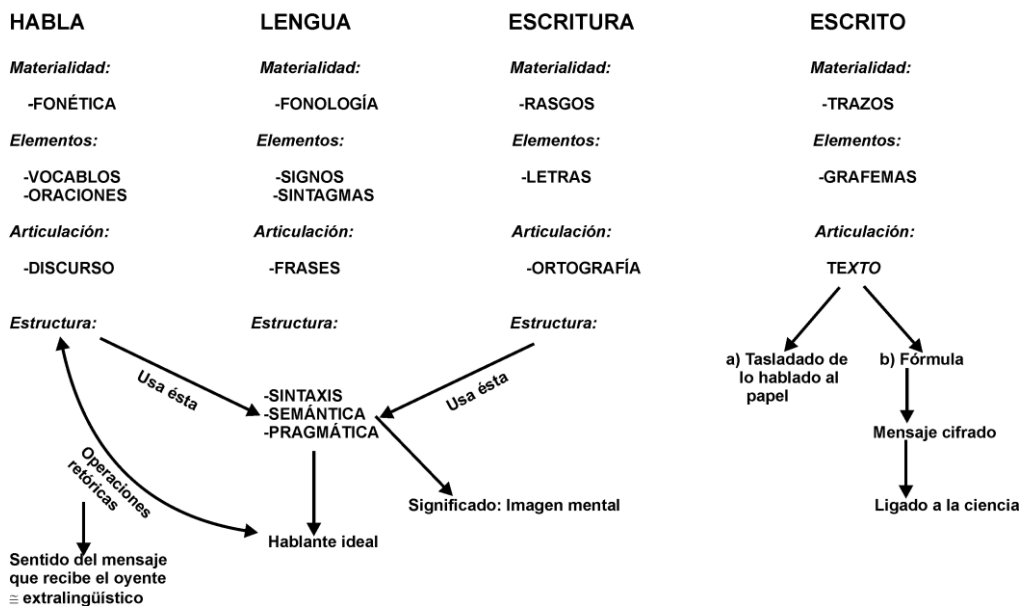 HABLA
LENGUA
ESCRITURA
ESCRITO
Materialidad:
Materialidad:
Materialidad:
Materialidad:
-FONÉTICA
-FONOLOGÍA
-RASGOS
-TRAZOS
Elementos:
Elementos:
Elementos:
Elementos:
-VOCABLOS
-ORACIONES
-SIGNOS
-SINTAGMAS
-LETRAS
-GRAFEMAS
Articulación:
Articulación:
Articulación:
Articulación:
-DISCURSO
-FRASES
-ORTOGRAFÍA
TEXTO
Estructura:
Estructura:
Estructura:
Usa ésta
-SINTAXIS
-SEMÁNTICA
-PRAGMÁTICA
Usa ésta
a) Tasladado de
lo hablado al
papel
b) Fórmula
Mensaje cifrado
Ligado a la ciencia
Operaciones
retóricas
Significado: Imagen mental
Hablante ideal
Sentido del mensaje
que recibe el oyente
≅ extralingüístico